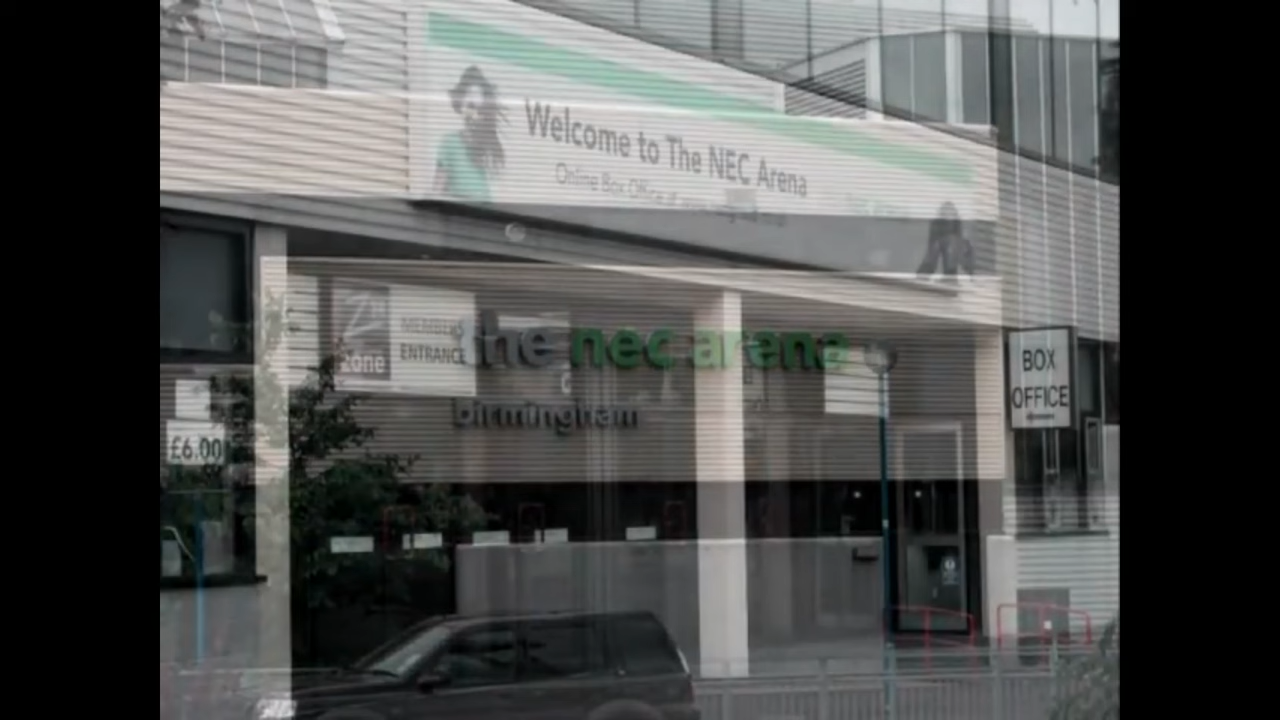 Welcome to The NEC Arena
Online Box Office at
Zone
MEMBERS
ENTRANCE
the nec arena
birmingham
BOX
OFFICE
£6.00